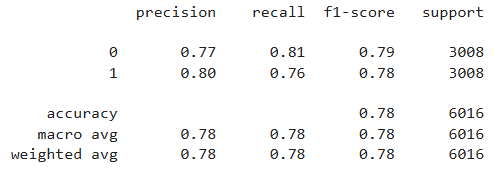 precision recall f1-score support
0 0.77 0.81 0.79 3008
1 0.80 0.76 0.78 3008
accuracy 0.78 6016
macro avg 0.78 0.78 0.78 6016
weighted avg 0.78 0.78 0.78 6016